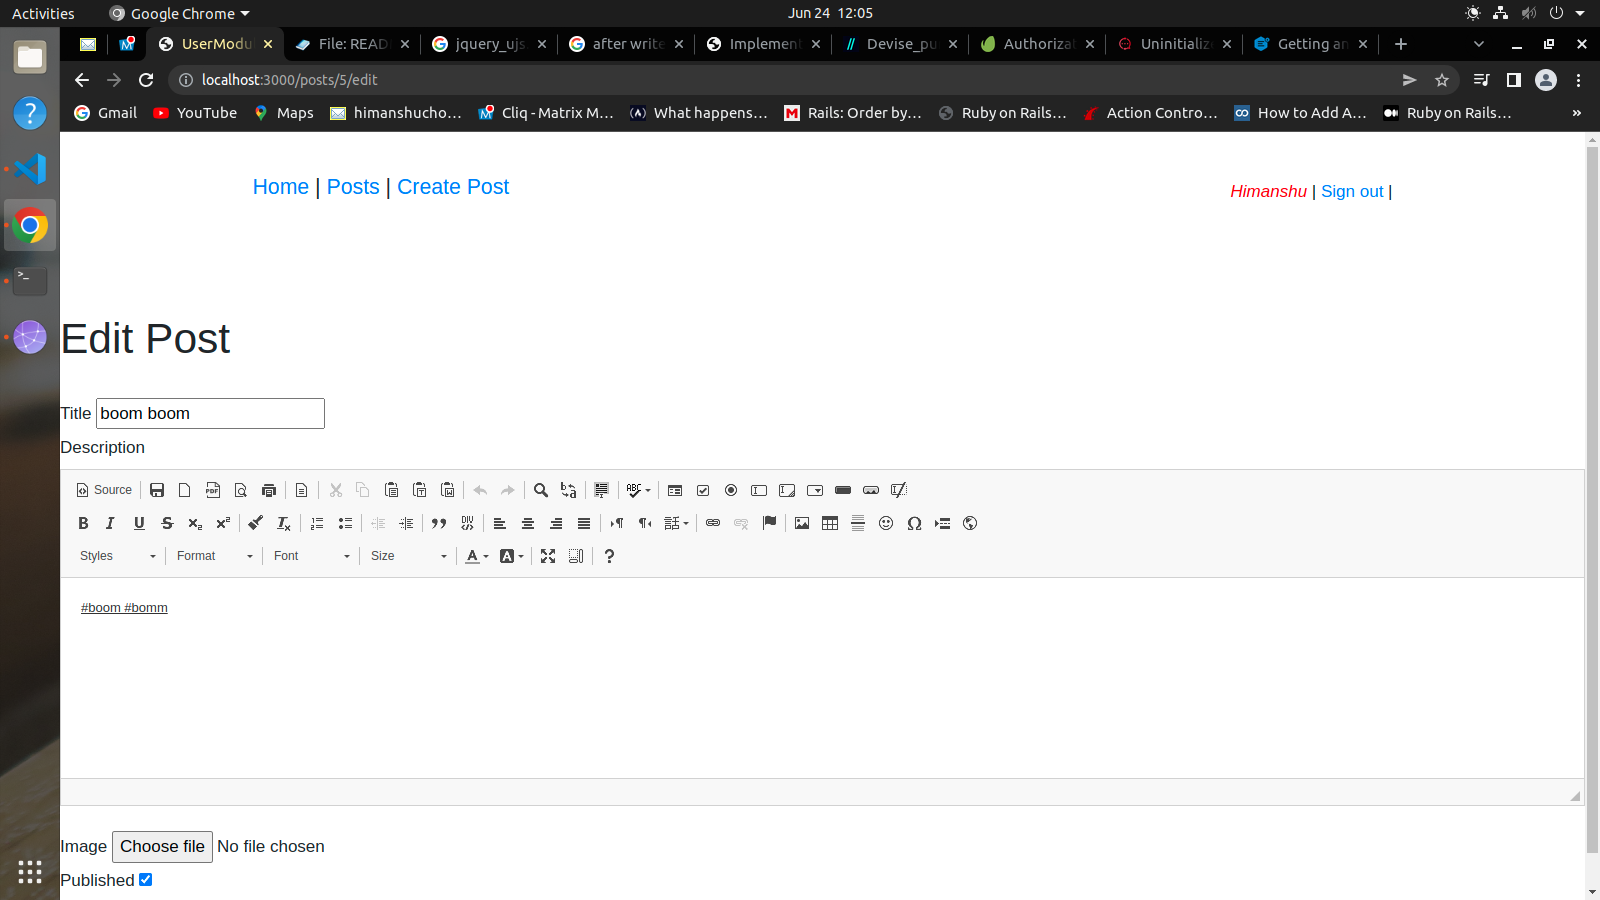 Activities Google Chrome Jun 24 12:05
UserModu File: READ jquery_ujs. after write Implement Devise_pu Authorizat Uninitialize Getting an
localhost:3000/posts/5/edit
Gmail YouTube Maps himanshucho... Cliq - Matrix M... What happens... Rails: Order by... Ruby on Rails... Action Contro... How to Add A... Ruby on Rails... »
Home | Posts | Create Post Himanshu | Sign out |
Edit Post
Title boom boom
Description
Source
Styles Format Font Size
#boom #bomm
Image Choose file No file chosen
Published